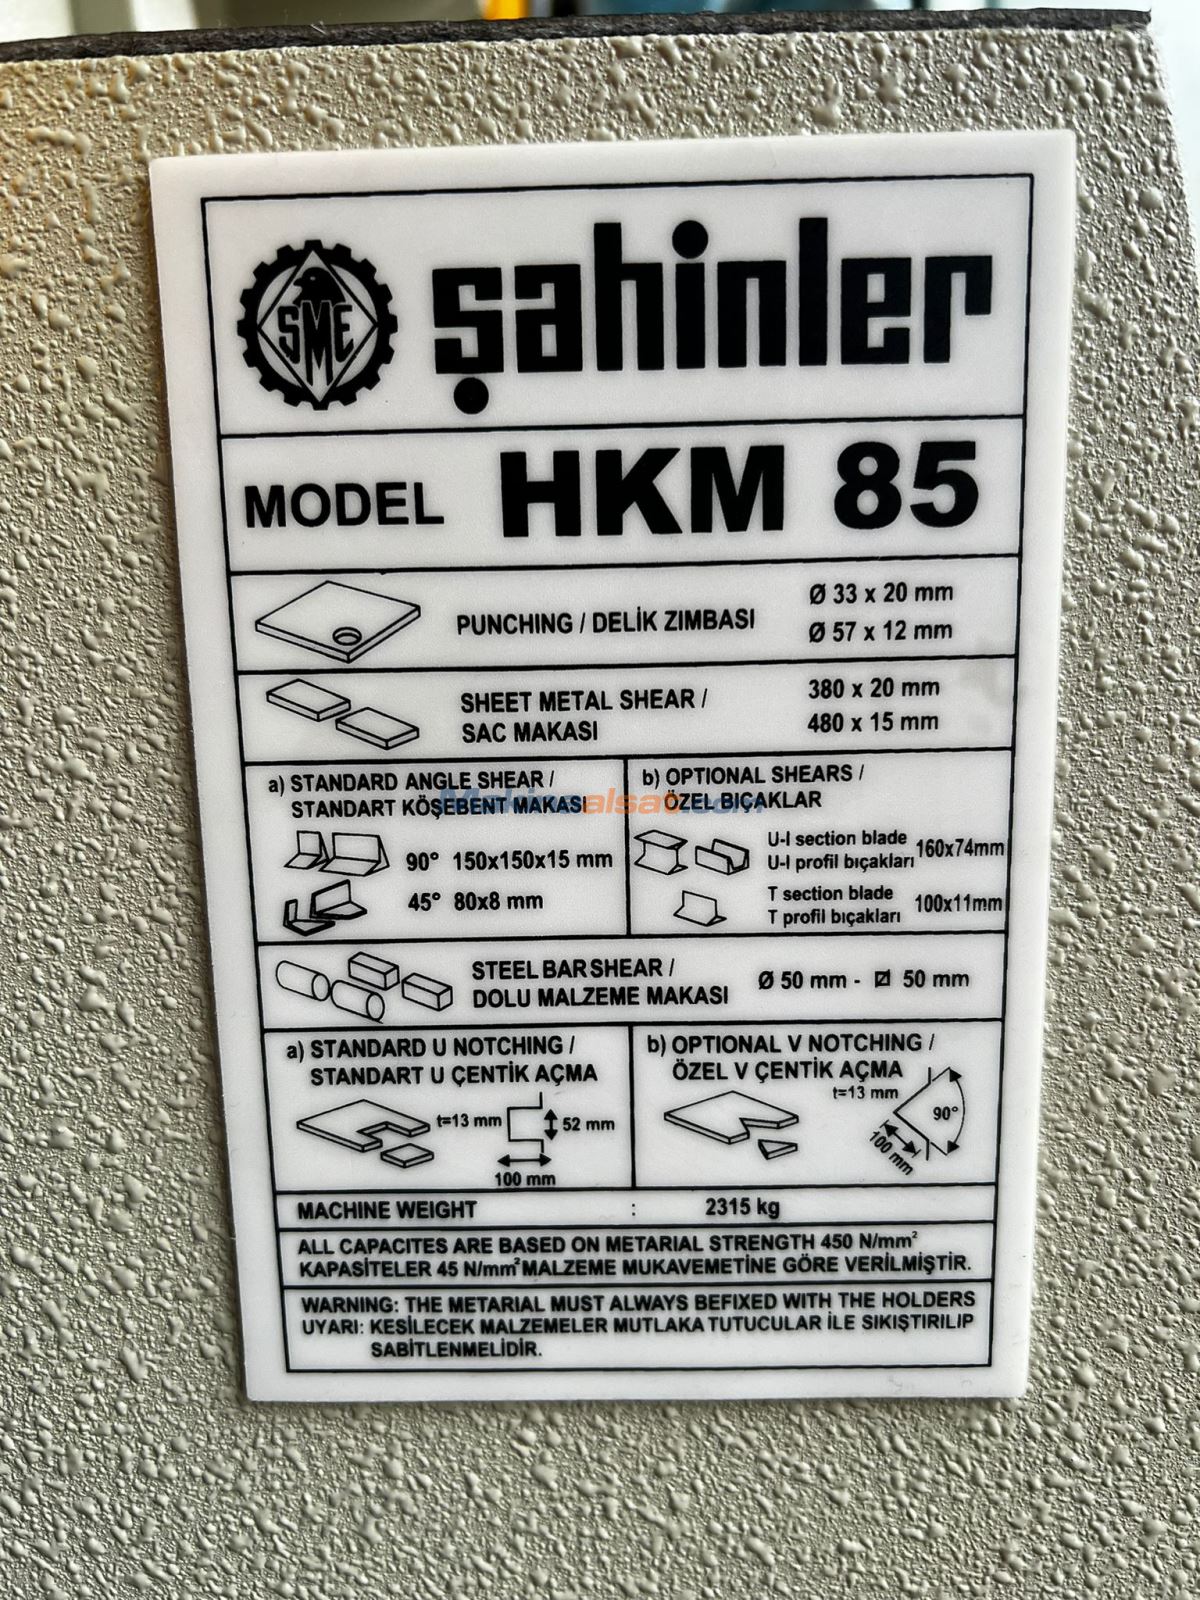 SME
şahinler
MODEL HKM 85
PUNCHING / DELİK ZIMBASI
Ø 33 x 20 mm
Ø 57 x 12 mm
SHEET METAL SHEAR /
SAC MAKASI
380 x 20 mm
480 x 15 mm
a) STANDARD ANGLE SHEAR /
STANDART KÖŞEBENT MAKASI
90° 150x150x15 mm
45° 80x8 mm
b) OPTIONAL SHEARS /
ÖZEL BIÇAKLAR
U-I section blade
U-I profil bıçakları
160x74mm
T section blade
T profil bıçakları
100x11mm
Makinealsat.com
STEEL BAR SHEAR /
DOLU MALZEME MAKASI
Ø 50 mm - 50 mm
a) STANDARD U NOTCHING /
STANDART U ÇENTİK AÇMA
t=13 mm
52 mm
100 mm
b) OPTIONAL V NOTCHING /
ÖZEL V ÇENTİK AÇMA
t=13 mm
90°
100 mm
MACHINE WEIGHT : 2315 kg
ALL CAPACITES ARE BASED ON METARIAL STRENGTH 450 N/mm²
KAPASİTELER 45 N/mm² MALZEME MUKAVEMETİNE GÖRE VERİLMİŞTİR.
WARNING: THE METARIAL MUST ALWAYS BEFIXED WITH THE HOLDERS
UYARI: KESİLECEK MALZEMELER MUTLAKA TUTUCULAR İLE SIKIŞTIRILIP
SABİTLENMELİDİR.